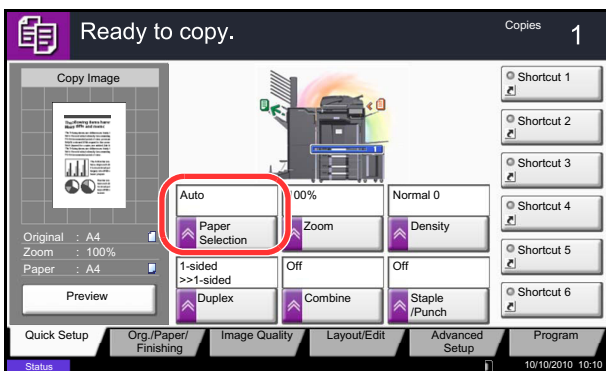 Ready to copy.
Copies 1
Copy Image
Original : A4
Zoom : 100%
Paper : A4
Preview
Auto
Paper
Selection
100%
Zoom
Normal 0
Density
1-sided
>>1-sided
Duplex
Off
Combine
Off
Staple
/Punch
Shortcut 1
Shortcut 2
Shortcut 3
Shortcut 4
Shortcut 5
Shortcut 6
Quick Setup
Org./Paper/
Finishing
Image Quality
Layout/Edit
Advanced
Setup
Program
Status
10/10/2010 10:10